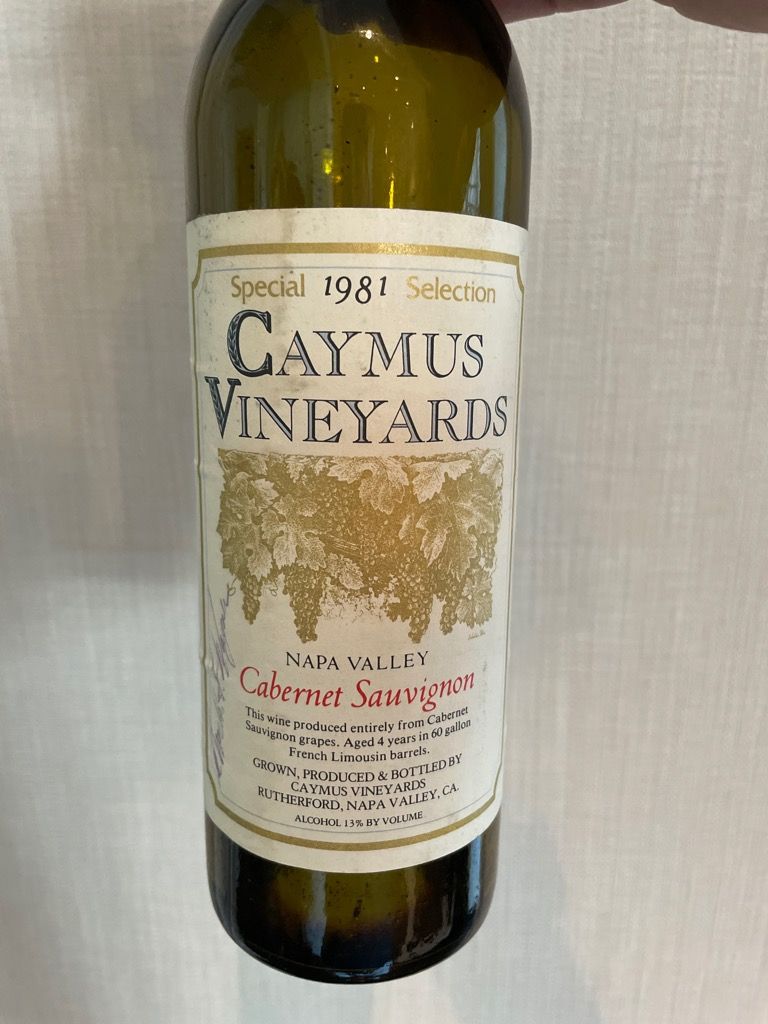 Special 1981 Selection
CAYMUS
VINEYARDS
NAPA VALLEY
Cabernet Sauvignon
This wine produced entirely from Cabernet
Sauvignon grapes. Aged 4 years in 60 gallon
French Limousin barrels.
GROWN, PRODUCED & BOTTLED BY
CAYMUS VINEYARDS
RUTHERFORD, NAPA VALLEY, CA.
ALCOHOL 13% BY VOLUME